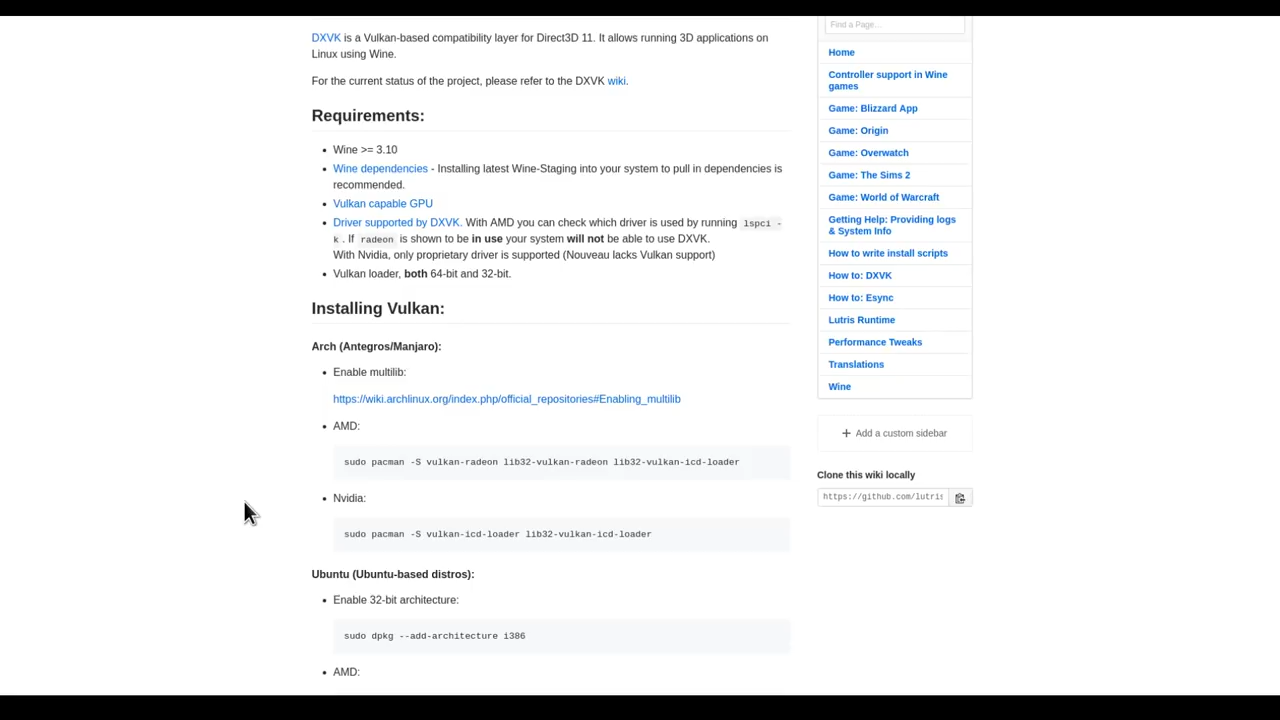 DXVK is a Vulkan-based compatibility layer for Direct3D 11. It allows running 3D applications on
Linux using Wine.
For the current status of the project, please refer to the DXVK wiki.
Requirements:
Wine >= 3.10
Wine dependencies - Installing latest Wine-Staging into your system to pull in dependencies is
recommended.
Vulkan capable GPU
Driver supported by DXVK. With AMD you can check which driver is used by running lspci -
k . If radeon is shown to be in use your system will not be able to use DXVK.
With Nvidia, only proprietary driver is supported (Nouveau lacks Vulkan support)
Vulkan loader, both 64-bit and 32-bit.
Installing Vulkan:
Arch (Antegros/Manjaro):
Enable multilib:
https://wiki.archlinux.org/index.php/official_repositories#Enabling_multilib
AMD:
sudo pacman -S vulkan-radeon lib32-vulkan-radeon lib32-vulkan-icd-loader
Nvidia:
sudo pacman -S vulkan-icd-loader lib32-vulkan-icd-loader
Ubuntu (Ubuntu-based distros):
Enable 32-bit architecture:
sudo dpkg --add-architecture i386
AMD:
Find a Page...
Home
Controller support in Wine
games
Game: Blizzard App
Game: Origin
Game: Overwatch
Game: The Sims 2
Game: World of Warcraft
Getting Help: Providing logs
& System Info
How to write install scripts
How to: DXVK
How to: Esync
Lutris Runtime
Performance Tweaks
Translations
Wine
+ Add a custom sidebar
Clone this wiki locally
https://github.com/lutris